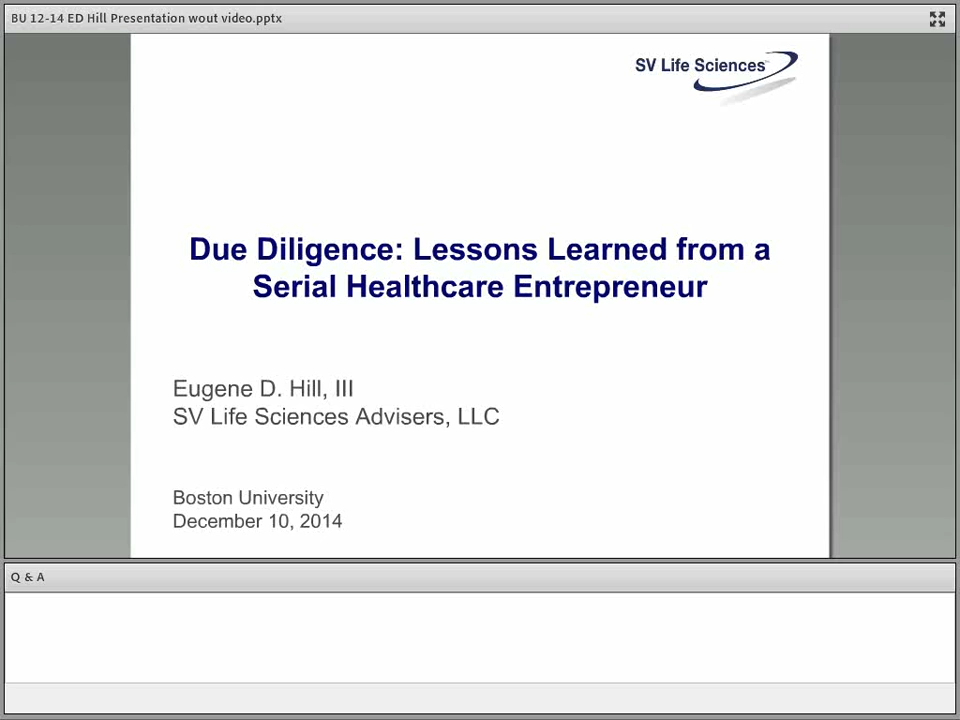 BU 12-14 ED Hill Presentation wout video.pptx
SV Life Sciences™
Due Diligence: Lessons Learned from a
Serial Healthcare Entrepreneur
Eugene D. Hill, III
SV Life Sciences Advisers, LLC
Boston University
December 10, 2014
Q & A